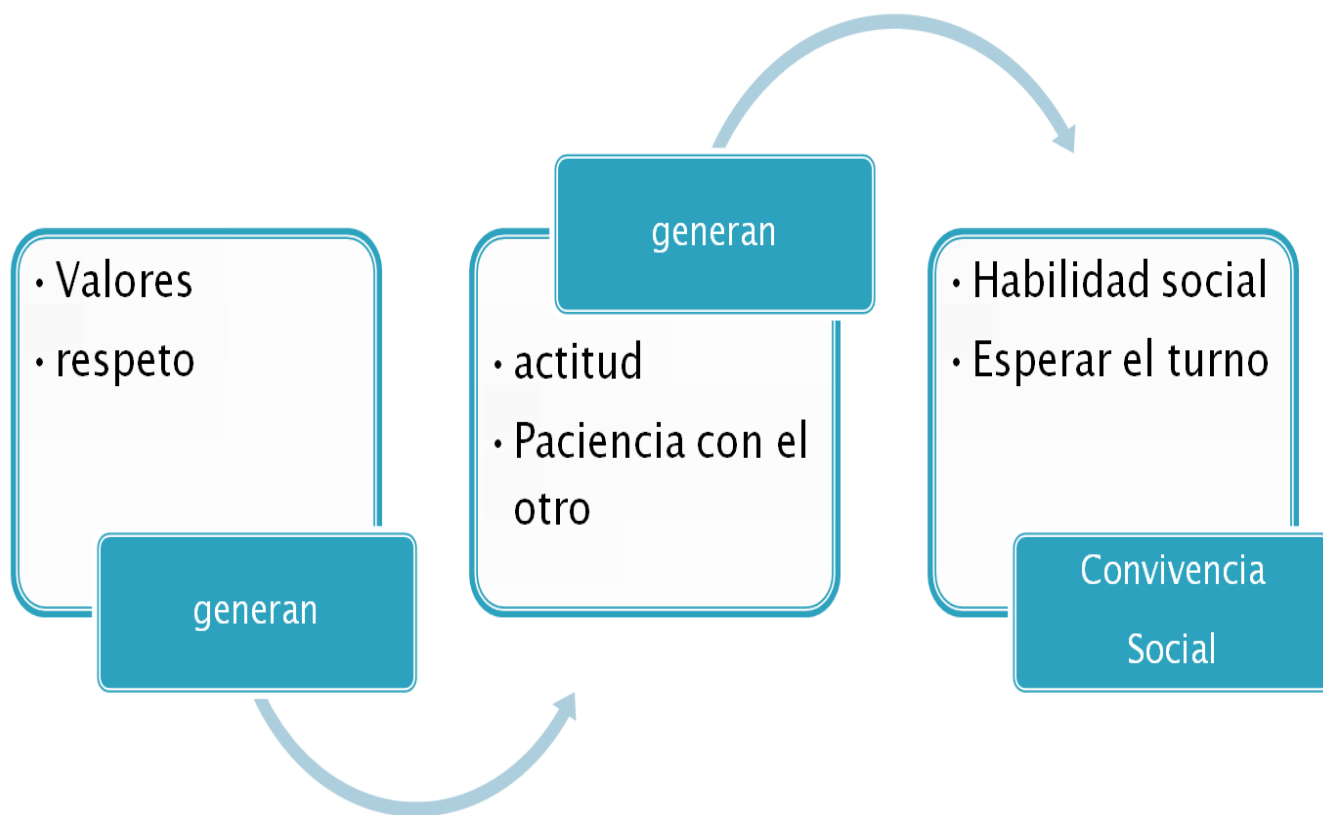 · Valores
· respeto
generan
generan
· actitud
· Paciencia con el
otro
· Habilidad social
· Esperar el turno
Convivencia
Social